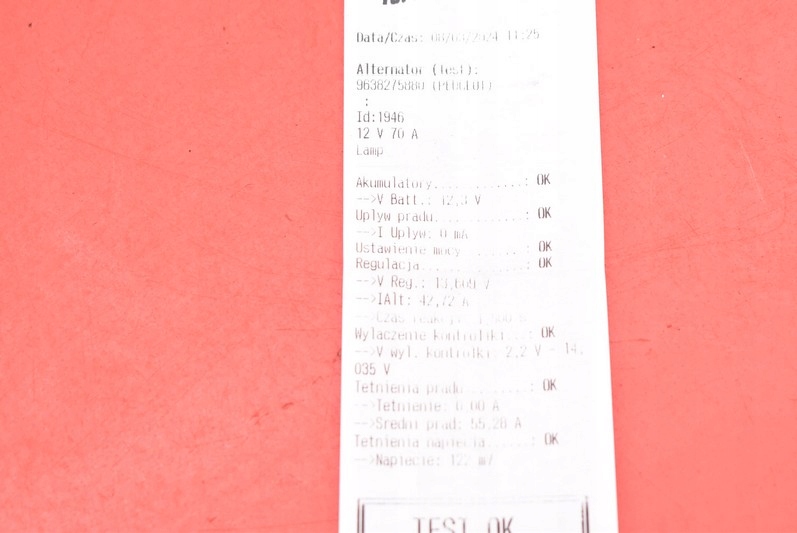 Data/Czas: 08/03/2024 11:25
Alternator (Test):
9638275880 (PEUGEOT)
:
Id:1946
12 V 70 A
Lamp
Akumulatory............: OK
-->V Batt.: 12,3 V
Uplyw pradu............: OK
-->I Uplyw: 0 mA
Ustawienie mocy........: OK
Regulacja..............: OK
-->V Reg.: V
-->IAlt: 42,72 A
-->Czas reakcji:
Wylaczenie kontrolki ..: OK
-->V wyl. kontrolki: 2,2 V - 14,
035 V
Tetnienia pradu........: OK
-->Tetnienie: 6,00 A
-->Sredni prad: 55,20 A
Tetnienia napiecia.....: OK
-->Napiecie: 122 mV
TEST OK